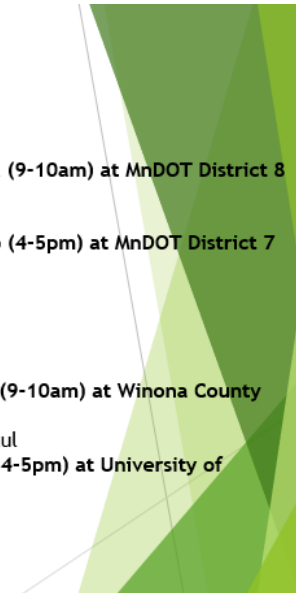 (9-10am) at MnDOT District 8
(4-5pm) at MnDOT District 7
(9-10am) at Winona County
ul
4-5pm) at University of